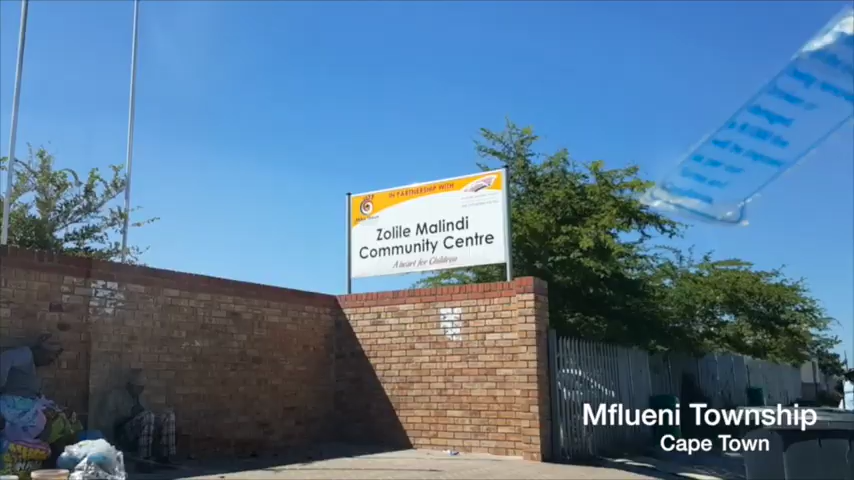 IN PARTNERSHIP WITH
Zolile Malindi
Community Centre
A heart for Children
Mflueni Township
Cape Town